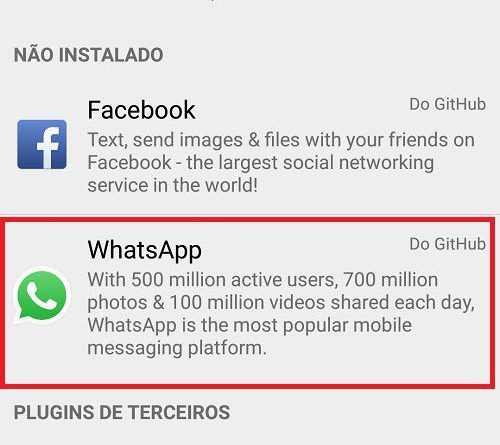 NÃO INSTALADO
Facebook
Do GitHub
Text, send images & files with your friends on
Facebook - the largest social networking
service in the world!
WhatsApp
Do GitHub
With 500 million active users, 700 million
photos & 100 million videos shared each day,
WhatsApp is the most popular mobile
messaging platform.
PLUGINS DE TERCEIROS